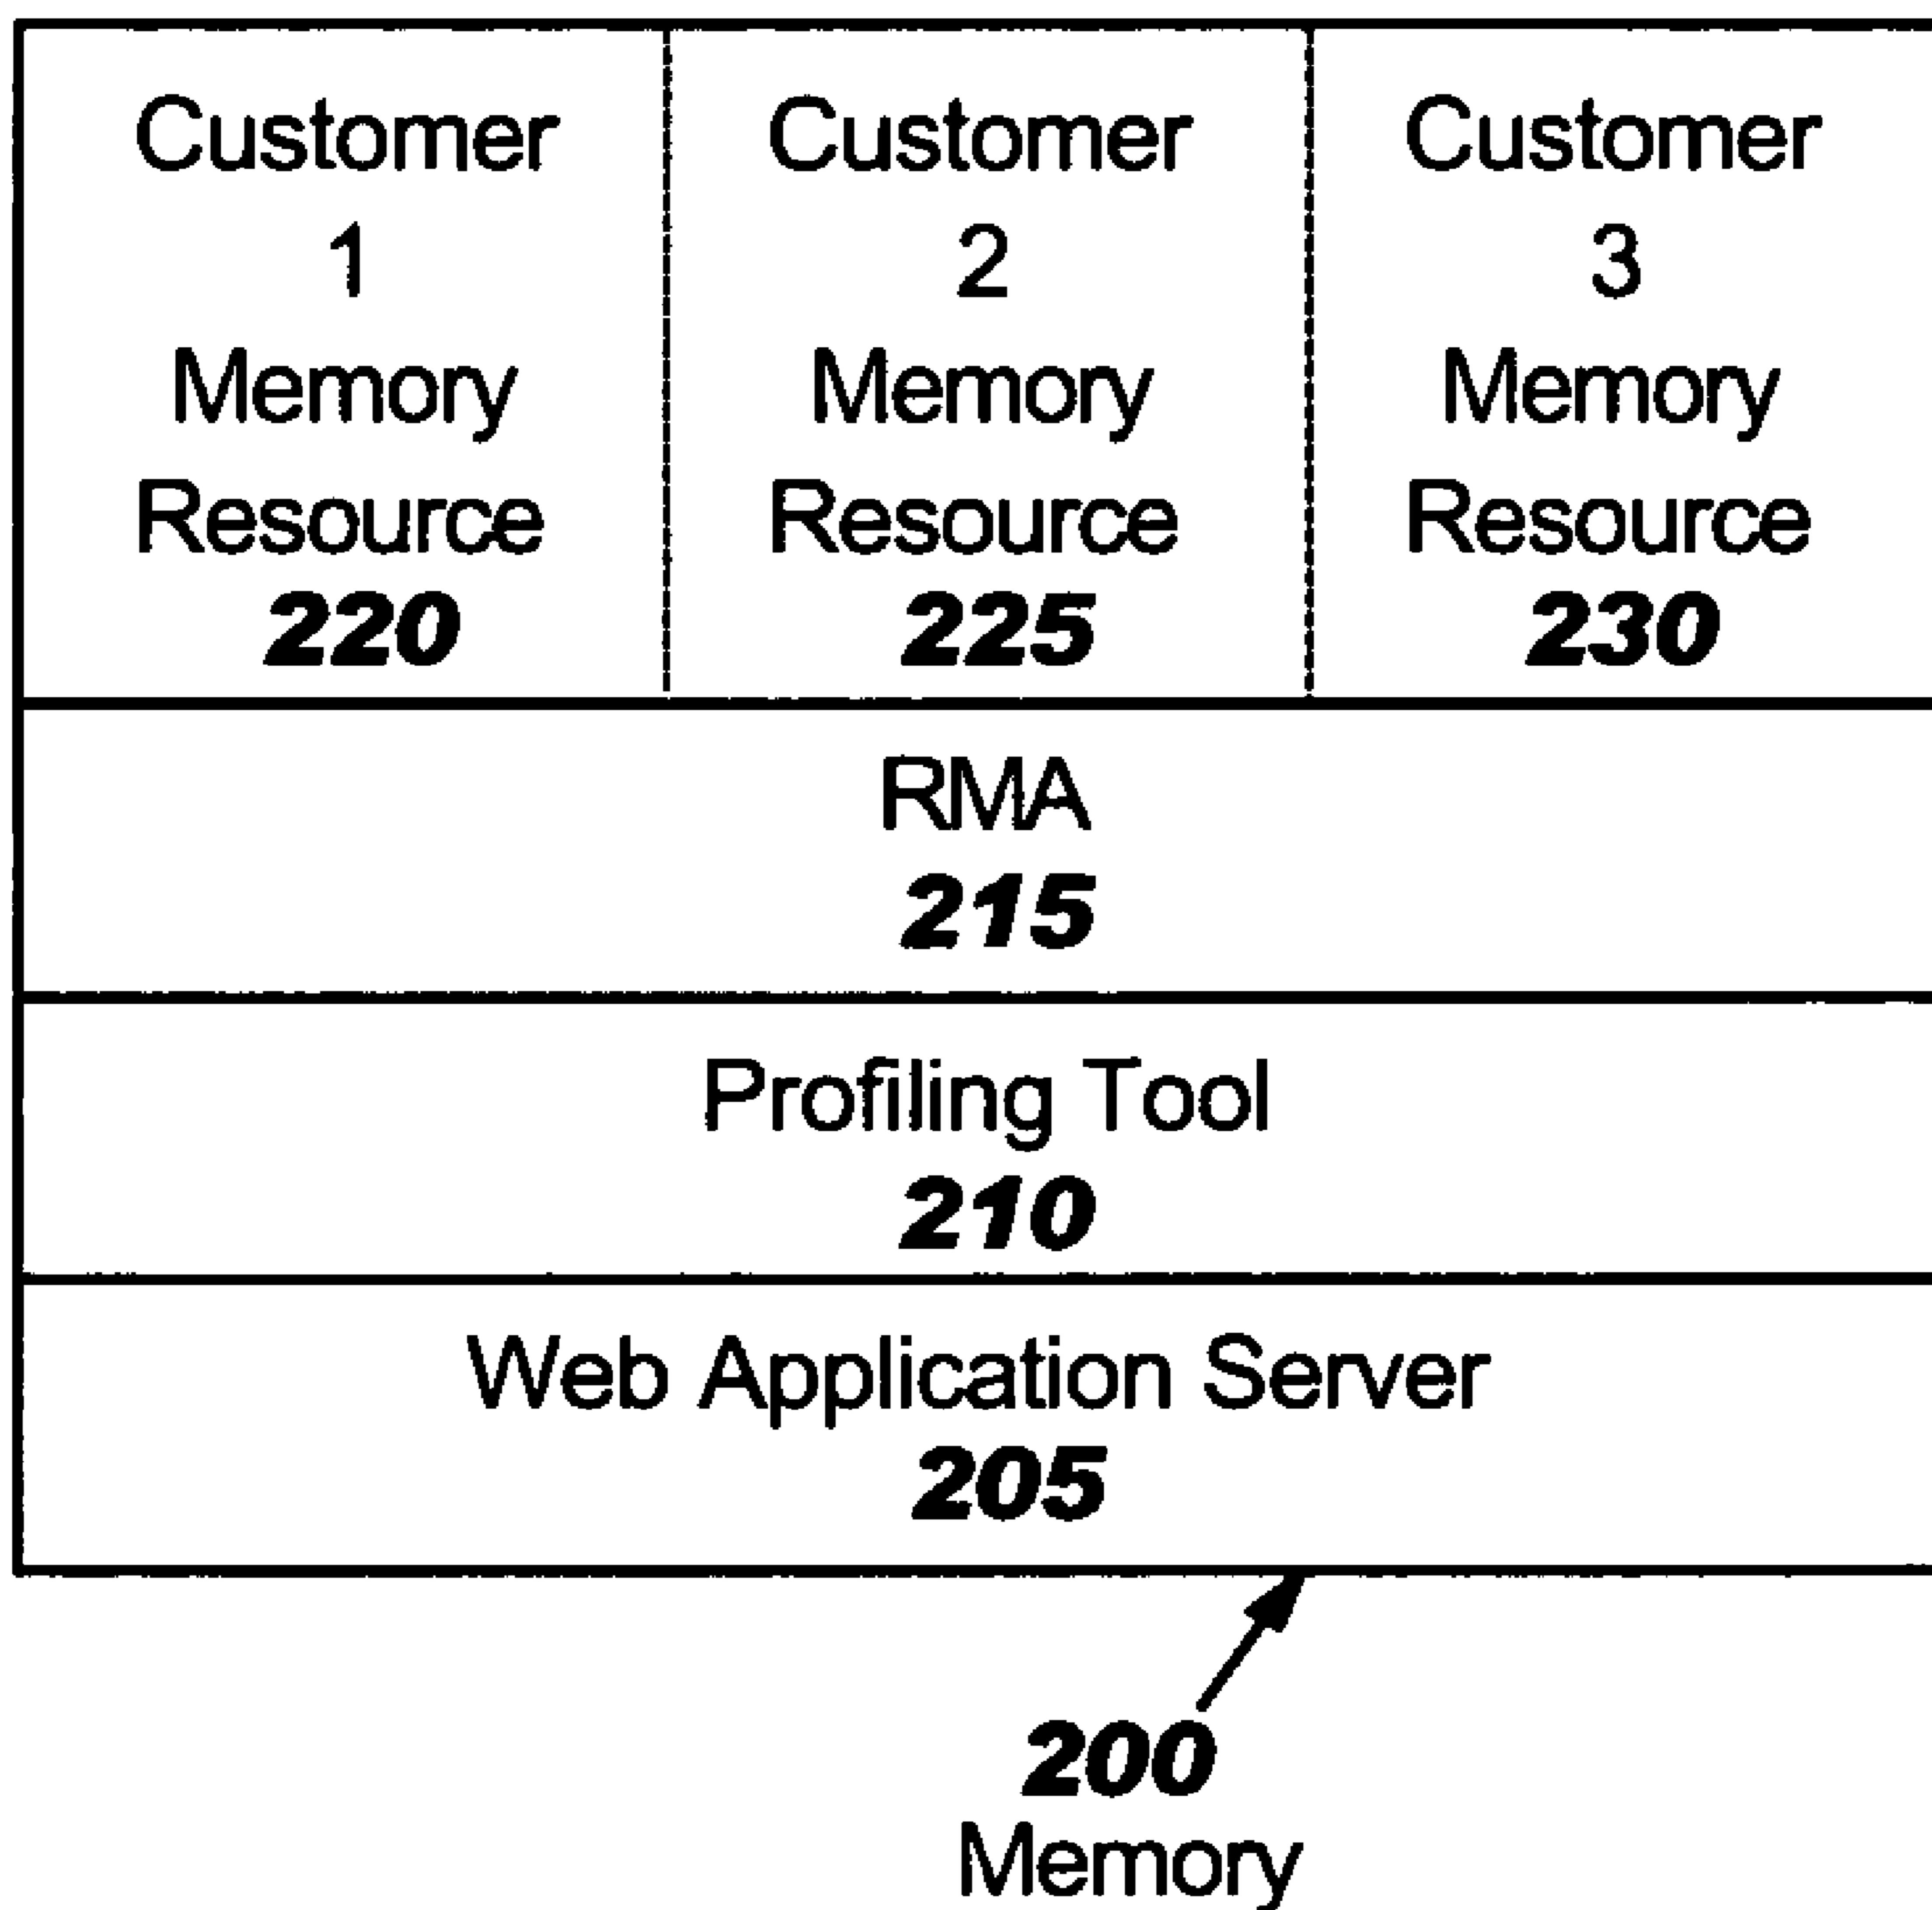 Customer
1
Memory
Resource
220
Customer
2
Memory
Resource
225
Customer
3
Memory
Resource
230
RMA
215
Profiling Tool
210
Web Application Server
205
200
Memory